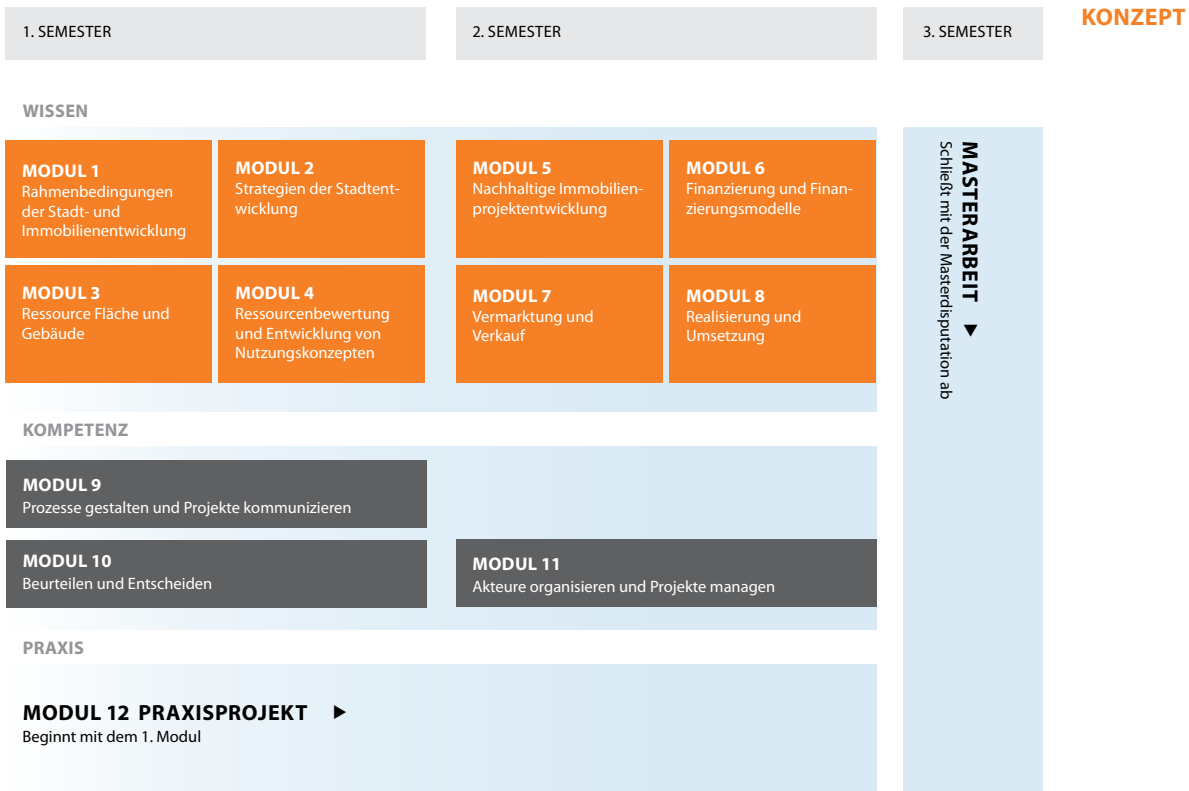 1. SEMESTER
2. SEMESTER
3. SEMESTER
KONZEPT
WISSEN
MODUL 1
Rahmenbedingungen
der Stadt- und
Immobilienentwicklung
MODUL 2
Strategien der Stadtent-
wicklung
MODUL 5
Nachhaltige Immobilien-
projektentwicklung
MODUL 6
Finanzierung und Finan-
zierungsmodelle
MODUL 3
Ressource Fläche und
Gebäude
MODUL 4
Ressourcenbewertung
und Entwicklung von
Nutzungskonzepten
MODUL 7
Vermarktung und
Verkauf
MODUL 8
Realisierung und
Umsetzung
MASTERARBEIT ▶
Schließt mit der Masterdisputation ab
KOMPETENZ
MODUL 9
Prozesse gestalten und Projekte kommunizieren
MODUL 10
Beurteilen und Entscheiden
MODUL 11
Akteure organisieren und Projekte managen
PRAXIS
MODUL 12 PRAXISPROJEKT ▶
Beginnt mit dem 1. Modul